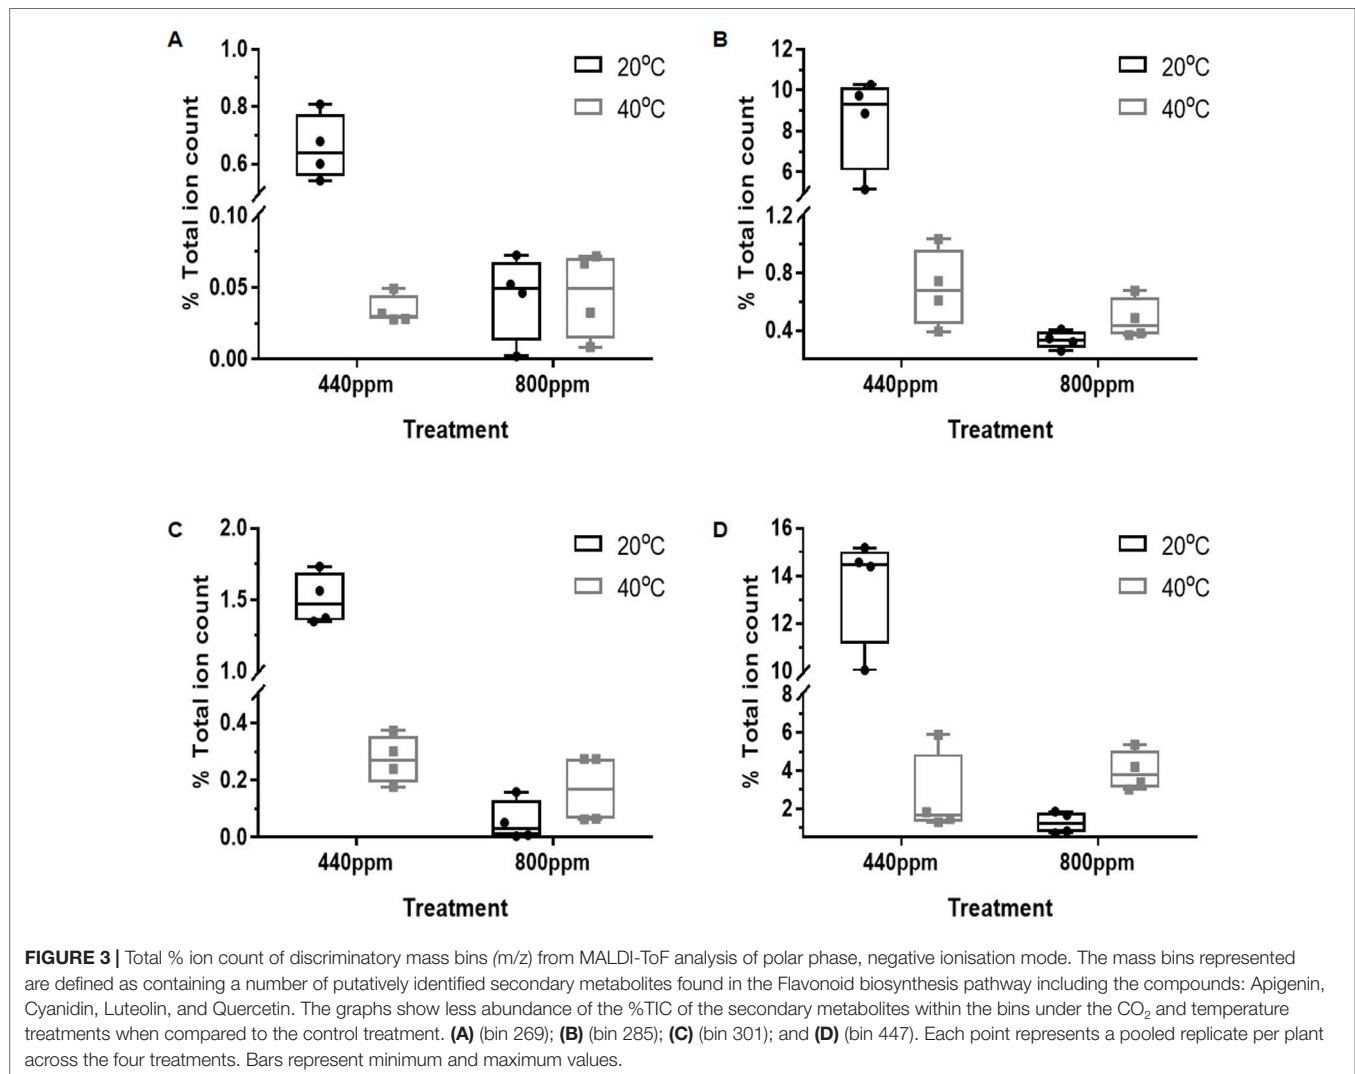 A
1.0
0.8
0.6
0.10
0.05
0.00
% Total ion count
20°C
40°C
440ppm
800ppm
Treatment
B
12
10
8
6
1.2
0.8
0.4
% Total ion count
20°C
40°C
440ppm
800ppm
Treatment
C
2.0
1.5
1.0
0.4
0.2
0.0
% Total ion count
20°C
40°C
440ppm
800ppm
Treatment
D
16
14
12
10
8
6
4
2
% Total ion count
20°C
40°C
440ppm
800ppm
Treatment
FIGURE 3 | Total % ion count of discriminatory mass bins (m/z) from MALDI-ToF analysis of polar phase, negative ionisation mode. The mass bins represented
are defined as containing a number of putatively identified secondary metabolites found in the Flavonoid biosynthesis pathway including the compounds: Apigenin,
Cyanidin, Luteolin, and Quercetin. The graphs show less abundance of the %TIC of the secondary metabolites within the bins under the CO₂ and temperature
treatments when compared to the control treatment. (A) (bin 269); (B) (bin 285); (C) (bin 301); and (D) (bin 447). Each point represents a pooled replicate per plant
across the four treatments. Bars represent minimum and maximum values.